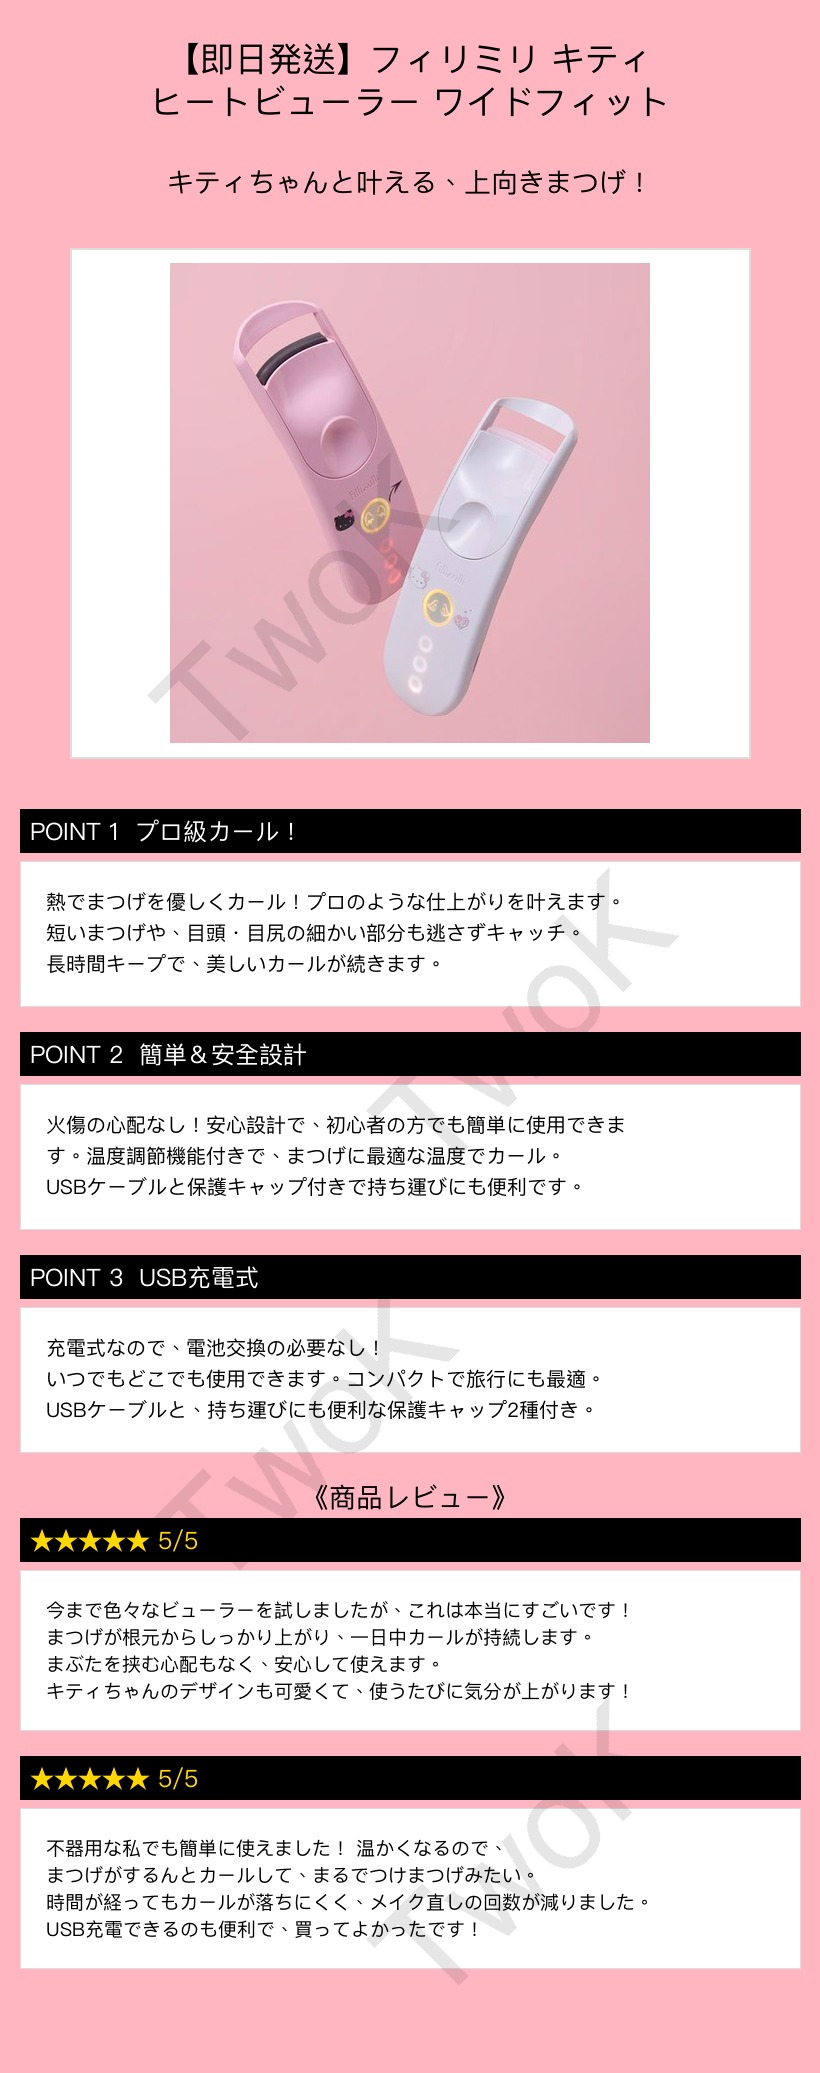 【即日発送】フィリミリ キティ
ヒートビューラー ワイドフィット
キティちゃんと叶える、上向きまつげ！
Fillimilli
Fillimilli
POINT 1 プロ級カール！
熱でまつげを優しくカール！プロのような仕上がりを叶えます。
短いまつげや、目頭・目尻の細かい部分も逃さずキャッチ。
長時間キープで、美しいカールが続きます。
POINT 2 簡単＆安全設計
火傷の心配なし！安心設計で、初心者の方でも簡単に使用できま
す。温度調節機能付きで、まつげに最適な温度でカール。
USBケーブルと保護キャップ付きで持ち運びにも便利です。
POINT 3 USB充電式
充電式なので、電池交換の必要なし！
いつでもどこでも使用できます。コンパクトで旅行にも最適。
USBケーブルと、持ち運びにも便利な保護キャップ2種付き。
《商品レビュー》
★★★★★ 5/5
今まで色々なビューラーを試しましたが、これは本当にすごいです！
まつげが根元からしっかり上がり、一日中カールが持続します。
まぶたを挟む心配もなく、安心して使えます。
キティちゃんのデザインも可愛くて、使うたびに気分が上がります！
★★★★★ 5/5
不器用な私でも簡単に使えました！ 温かくなるので、
まつげがするんとカールして、まるでつけまつげみたい。
時間が経ってもカールが落ちにくく、メイク直しの回数が減りました。
USB充電できるのも便利で、買ってよかったです！
TwoK
TwoK
TwoK
TwoK